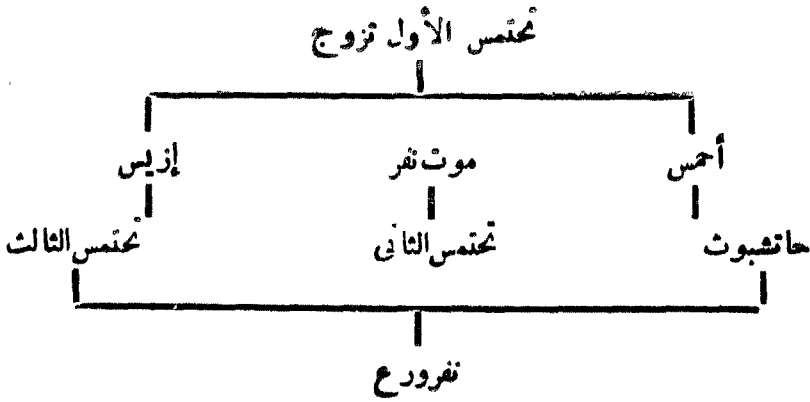 تحتمس الأول تزوج
أحمس موت نفر إزيس
حاتشبوت تحتمس الثاني تحتمس الثالث
نفرورع